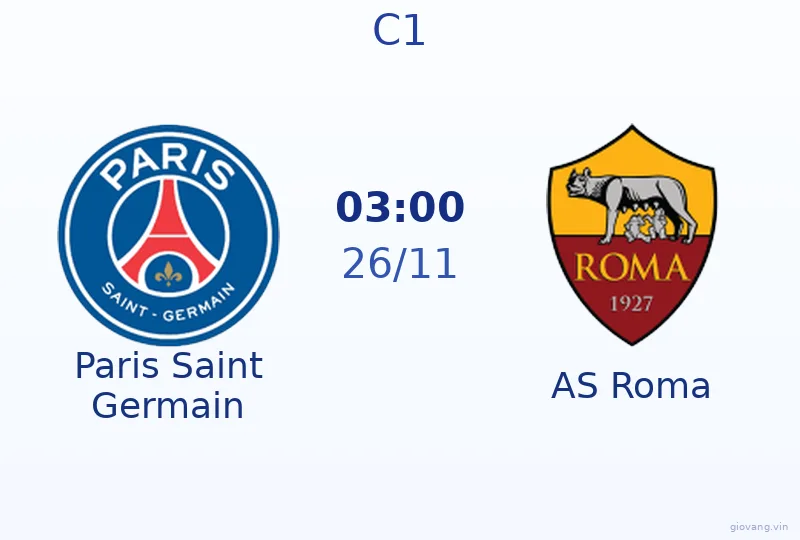 C1
PARIS
SAINT - GERMAIN
03:00
26/11
ROMA
1927
Paris Saint
Germain
AS Roma
giovang.vin